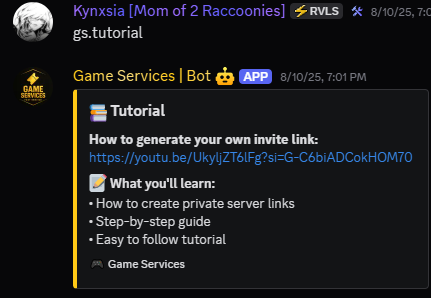 Kynxsia [Mom of 2 Raccoonies] ⚡RVLS 8/10/25, 7:01 PM
gs.tutorial
GAME
SERVICES
Game Services | Bot 🤖 APP 8/10/25, 7:01 PM
📚 Tutorial
How to generate your own invite link:
https://youtu.be/UkyljZT6lFg?si=G-C6biADCokHOM70
📝 What you'll learn:
• How to create private server links
• Step-by-step guide
• Easy to follow tutorial
🎮 Game Services